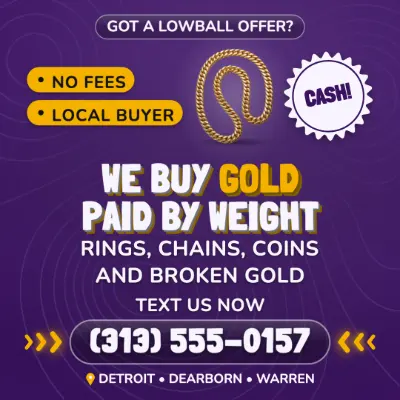 GOT A LOWBALL OFFER?
• NO FEES
• LOCAL BUYER
CASH!
WE BUY GOLD
PAID BY WEIGHT
RINGS, CHAINS, COINS
AND BROKEN GOLD
TEXT US NOW
(313) 555-0157
DETROIT • DEARBORN • WARREN